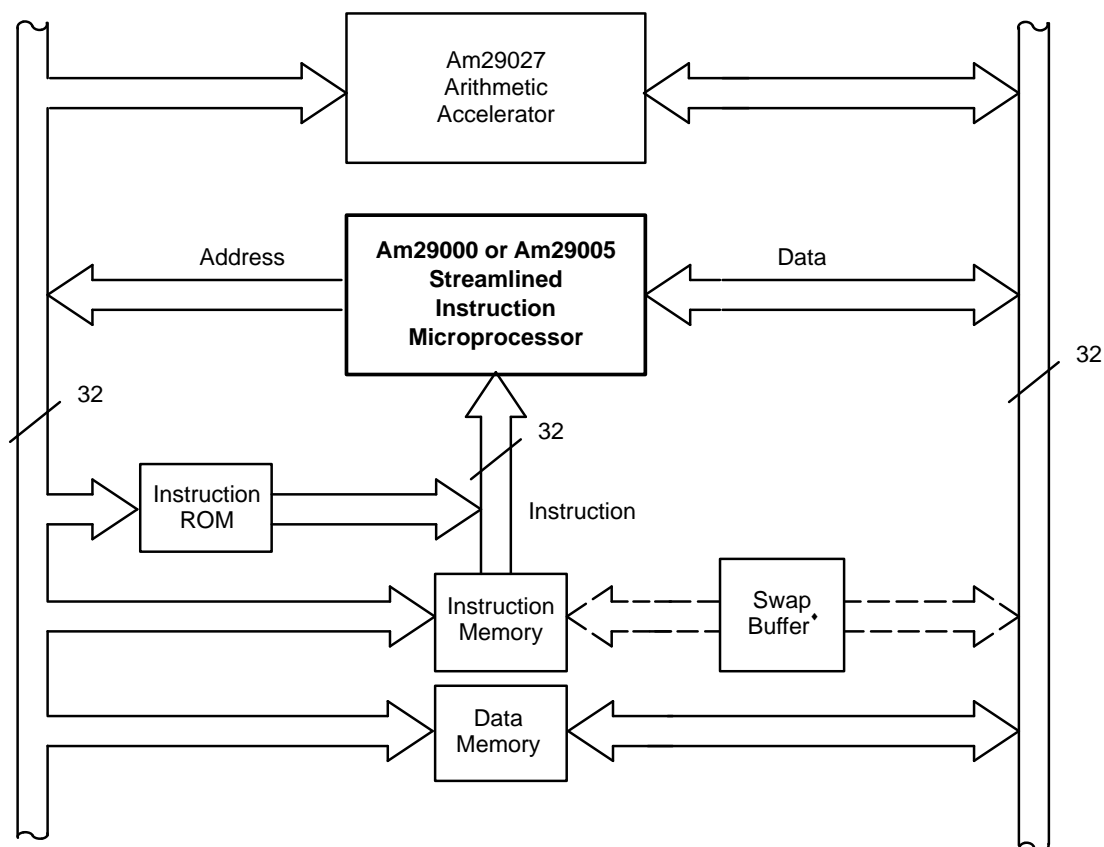 Am29027
Arithmetic
Accelerator
Address
Am29000 or Am29005
Streamlined
Instruction
Microprocessor
Data
32
32
32
Instruction
ROM
Instruction
Instruction
Memory
Swap
Buffer♦
Data
Memory